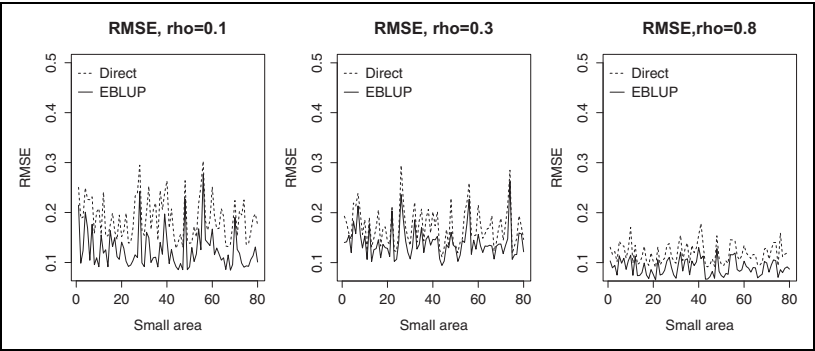 RMSE, rho=0.1
RMSE
0.5
0.4
0.3
0.2
0.1
Direct
EBLUP
0 20 40 60 80
Small area
RMSE, rho=0.3
RMSE
0.5
0.4
0.3
0.2
0.1
Direct
EBLUP
0 20 40 60 80
Small area
RMSE,rho=0.8
RMSE
0.5
0.4
0.3
0.2
0.1
Direct
EBLUP
0 20 40 60 80
Small area